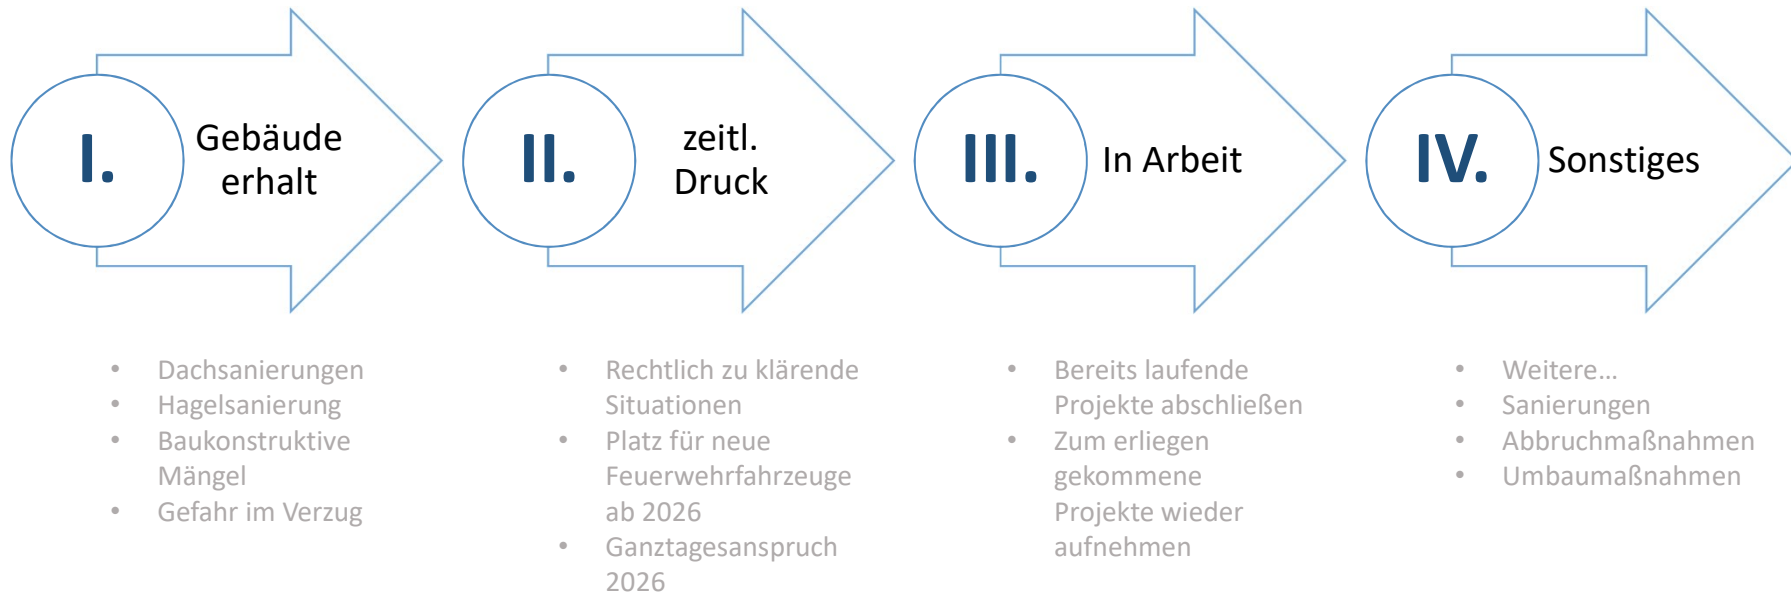 I.
Gebäude
erhalt
II.
zeitl.
Druck
III.
In Arbeit
IV.
Sonstiges
• Dachsanierungen
• Hagelsanierung
• Baukonstruktive
Mängel
• Gefahr im Verzug
• Rechtlich zu klärende
Situationen
• Platz für neue
Feuerwehrfahrzeuge
ab 2026
• Ganztagesanspruch
2026
• Bereits laufende
Projekte abschließen
• Zum erliegen
gekommene
Projekte wieder
aufnehmen
• Weitere...
• Sanierungen
• Abbruchmaßnahmen
• Umbaumaßnahmen